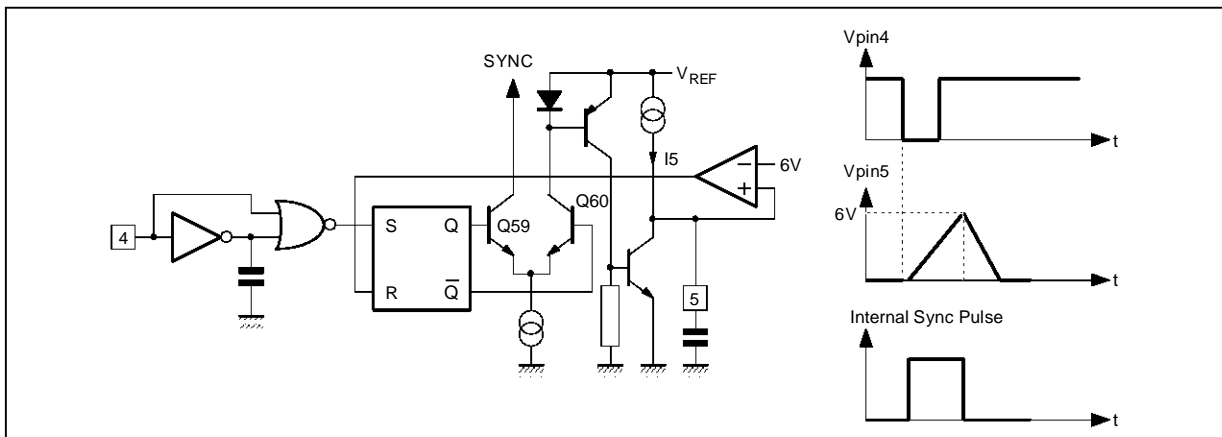 SYNC
V_REF
I5
−
6V
+
4
S
Q
Q59
Q60
R
Q̅
5
Vpin4
t
Vpin5
6V
t
Internal Sync Pulse
t